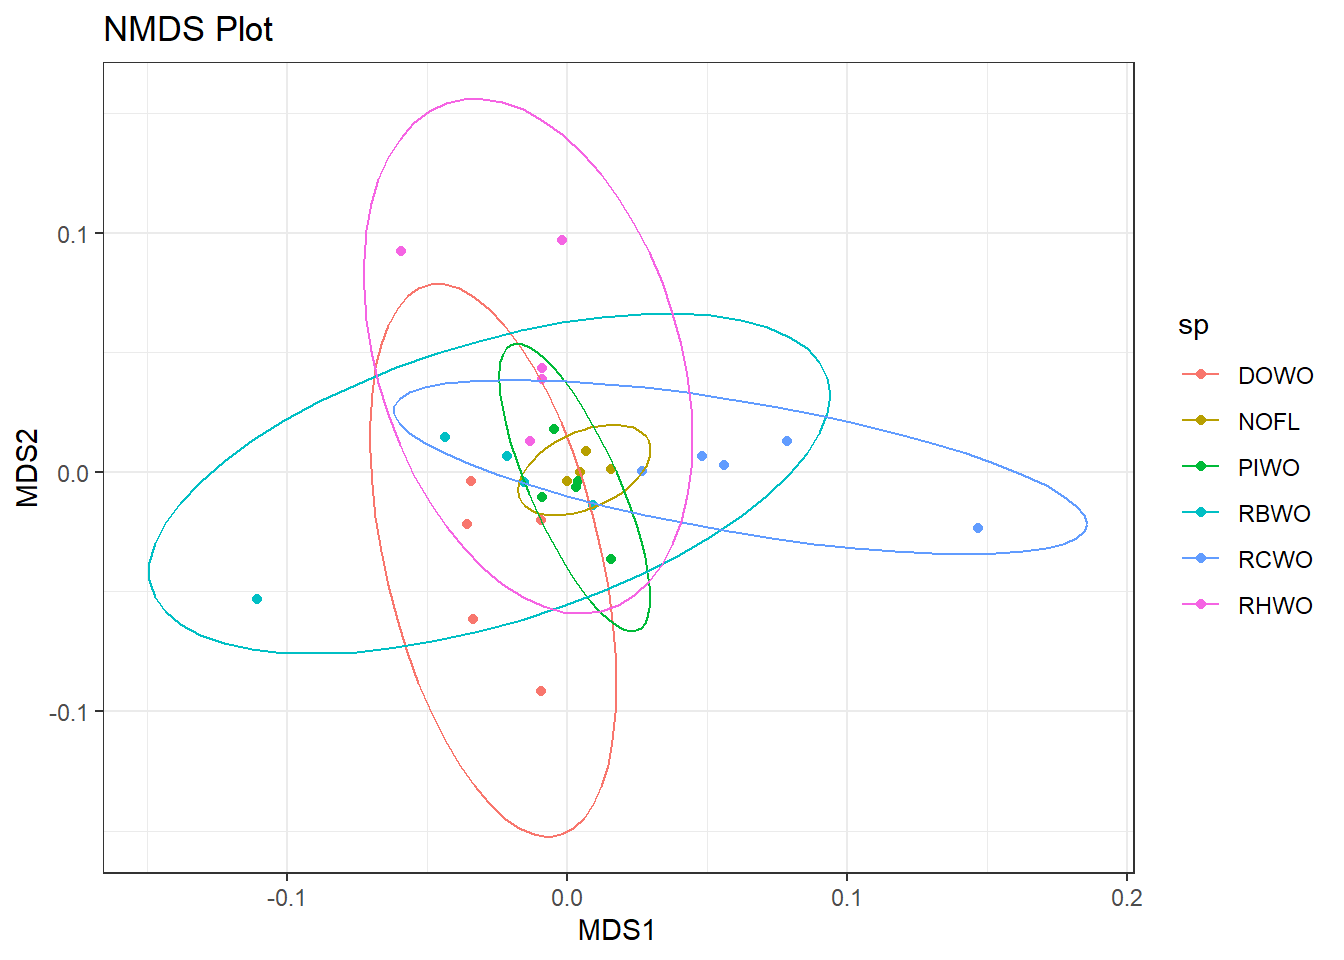 NMDS Plot
0.1
0.0
-0.1
MDS2
-0.1
0.0
0.1
0.2
MDS1
sp
DOWO
NOFL
PIWO
RBWO
RCWO
RHWO